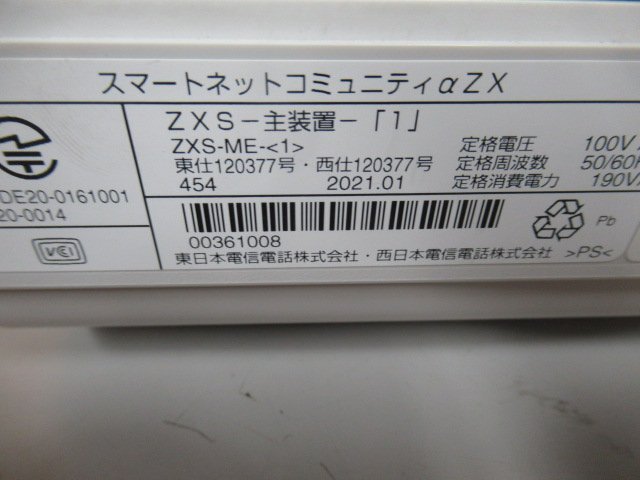 スマートネットコミュニティαZX
ZXS－主装置－「1」
ZXS-ME-<1>
東仕120377号・西仕120377号
454 2021.01
定格電圧 100V
定格周波数 50/60H
定格消費電力 190V
DE20-0161001
20-0014
VCI
00361008
Pb
東日本電信電話株式会社・西日本電信電話株式会社 >PS<